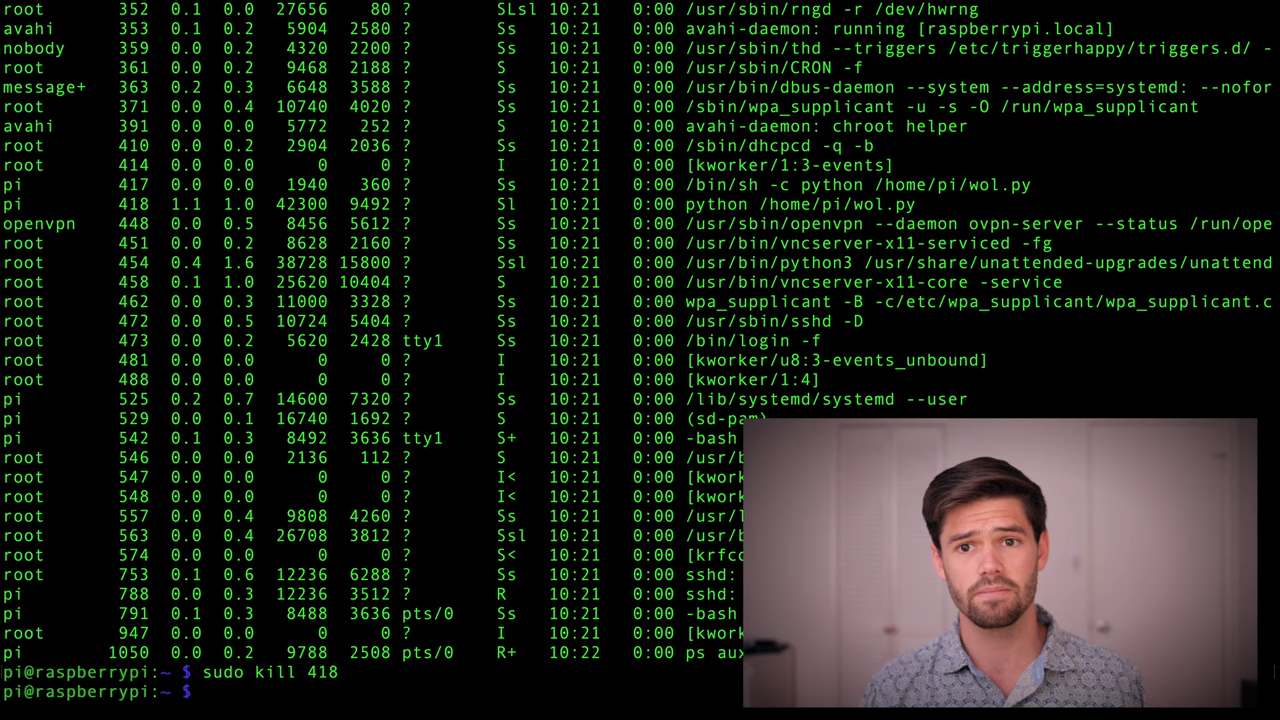 root 352 0.1 0.0 27656 80 ? SLsl 10:21 0:00 /usr/sbin/rngd -r /dev/hwrng
avahi 353 0.1 0.2 5904 2580 ? Ss 10:21 0:00 avahi-daemon: running [raspberrypi.local]
nobody 359 0.0 0.2 4320 2200 ? Ss 10:21 0:00 /usr/sbin/thd --triggers /etc/triggerhappy/triggers.d/ -
root 361 0.0 0.2 9468 2188 ? S 10:21 0:00 /usr/sbin/CRON -f
message+ 363 0.2 0.3 6648 3588 ? Ss 10:21 0:00 /usr/bin/dbus-daemon --system --address=systemd: --nofor
root 371 0.0 0.4 10740 4020 ? Ss 10:21 0:00 /sbin/wpa_supplicant -u -s -O /run/wpa_supplicant
avahi 391 0.0 0.0 5772 252 ? S 10:21 0:00 avahi-daemon: chroot helper
root 410 0.0 0.2 2904 2036 ? Ss 10:21 0:00 /sbin/dhcpcd -q -b
root 414 0.0 0.0 0 0 ? I 10:21 0:00 [kworker/1:3-events]
pi 417 0.0 0.0 1940 360 ? Ss 10:21 0:00 /bin/sh -c python /home/pi/wol.py
pi 418 1.1 1.0 42300 9492 ? Sl 10:21 0:00 python /home/pi/wol.py
openvpn 448 0.0 0.5 8456 5612 ? Ss 10:21 0:00 /usr/sbin/openvpn --daemon ovpn-server --status /run/ope
root 451 0.0 0.2 8628 2160 ? Ss 10:21 0:00 /usr/bin/vncserver-x11-serviced -fg
root 454 0.4 1.6 38728 15800 ? Ssl 10:21 0:00 /usr/bin/python3 /usr/share/unattended-upgrades/unattend
root 458 0.1 1.0 25620 10404 ? S 10:21 0:00 /usr/bin/vncserver-x11-core -service
root 462 0.0 0.3 11000 3328 ? Ss 10:21 0:00 wpa_supplicant -B -c/etc/wpa_supplicant/wpa_supplicant.c
root 472 0.0 0.5 10724 5404 ? Ss 10:21 0:00 /usr/sbin/sshd -D
root 473 0.0 0.2 5620 2428 tty1 Ss 10:21 0:00 /bin/login -f
root 481 0.0 0.0 0 0 ? I 10:21 0:00 [kworker/u8:3-events_unbound]
root 488 0.0 0.0 0 0 ? I 10:21 0:00 [kworker/1:4]
pi 525 0.2 0.7 14600 7320 ? Ss 10:21 0:00 /lib/systemd/systemd --user
pi 529 0.0 0.1 16740 1692 ? S 10:21 0:00 (sd-pam)
pi 542 0.1 0.3 8492 3636 tty1 S+ 10:21 0:00 -bash
root 546 0.0 0.0 2136 112 ? S 10:21 0:00 /usr/b
root 547 0.0 0.0 0 0 ? I< 10:21 0:00 [kwork
root 548 0.0 0.0 0 0 ? I< 10:21 0:00 [kwork
root 557 0.0 0.4 9808 4260 ? Ss 10:21 0:00 /usr/l
root 563 0.0 0.4 26708 3812 ? Ssl 10:21 0:00 /usr/b
root 574 0.0 0.0 0 0 ? S< 10:21 0:00 [krfco
root 753 0.1 0.6 12236 6288 ? Ss 10:21 0:00 sshd:
pi 788 0.0 0.3 12236 3512 ? R 10:21 0:00 sshd:
pi 791 0.1 0.3 8488 3636 pts/0 Ss 10:21 0:00 -bash
root 947 0.0 0.0 0 0 ? I 10:21 0:00 [kwork
pi 1050 0.0 0.2 9788 2508 pts/0 R+ 10:22 0:00 ps aux
pi@raspberrypi:~ $ sudo kill 418
pi@raspberrypi:~ $